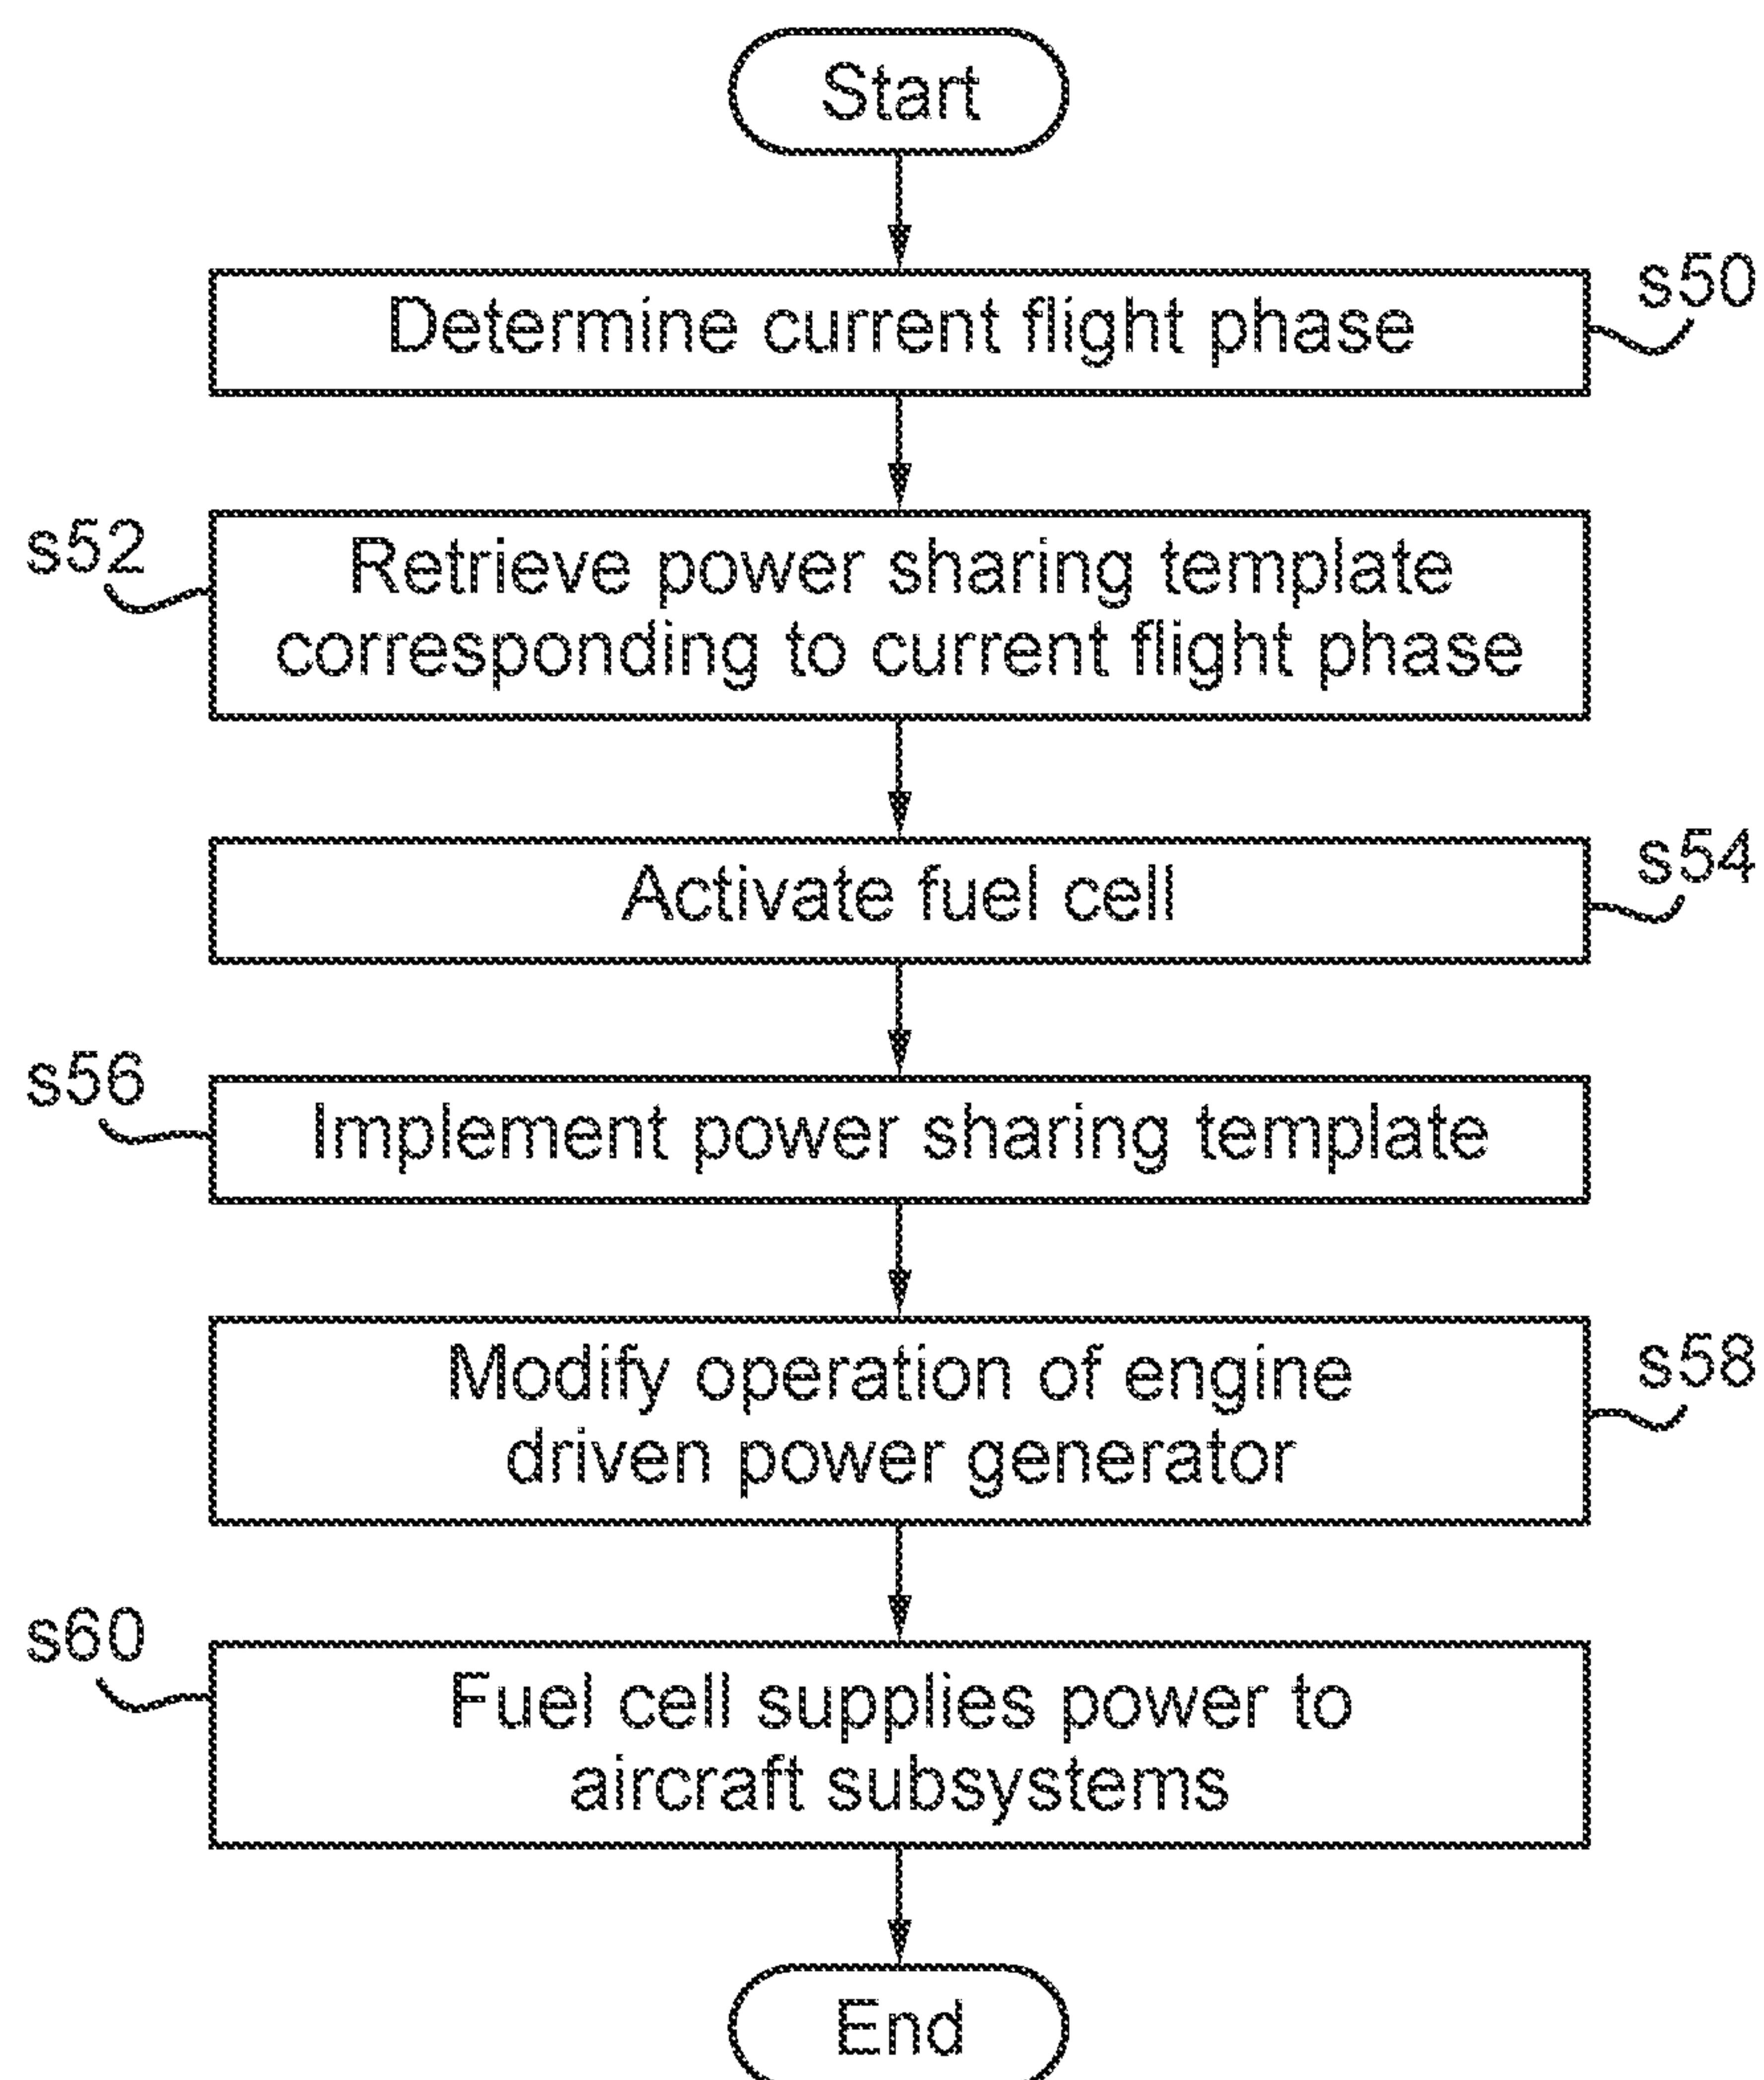 Start
Determine current flight phase
s50
s52
Retrieve power sharing template
corresponding to current flight phase
Activate fuel cell
s54
s56
Implement power sharing template
Modify operation of engine
driven power generator
s58
s60
Fuel cell supplies power to
aircraft subsystems
End